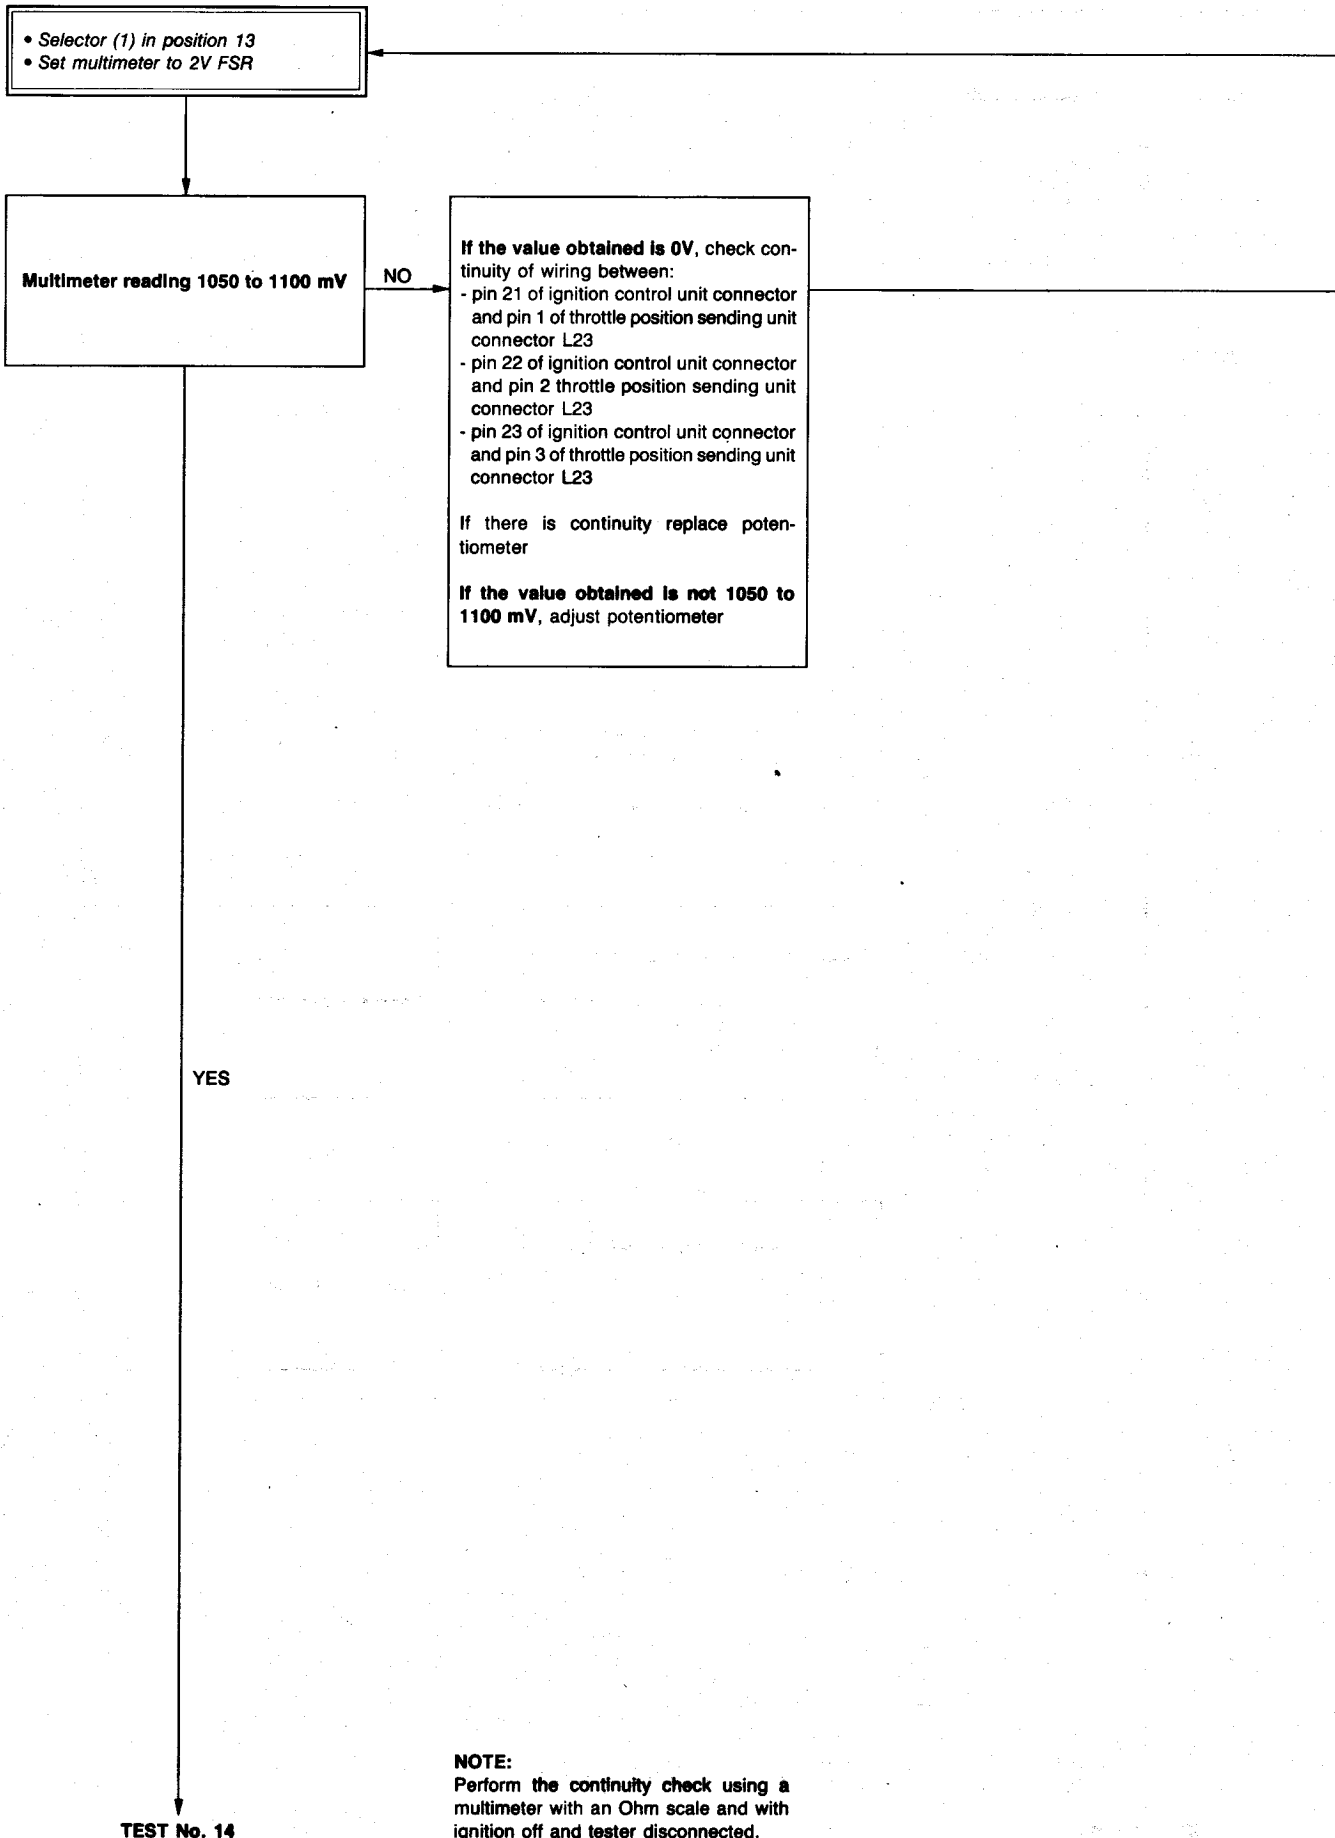 • Selector (1) in position 13
• Set multimeter to 2V FSR
Multimeter reading 1050 to 1100 mV
NO
If the value obtained is 0V, check con-
tinuity of wiring between:
- pin 21 of ignition control unit connector
and pin 1 of throttle position sending unit
connector L23
- pin 22 of ignition control unit connector
and pin 2 throttle position sending unit
connector L23
- pin 23 of ignition control unit connector
and pin 3 of throttle position sending unit
connector L23
If there is continuity replace poten-
tiometer
If the value obtained is not 1050 to
1100 mV, adjust potentiometer
YES
NOTE:
Perform the continuity check using a
multimeter with an Ohm scale and with
ignition off and tester disconnected.
TEST No. 14